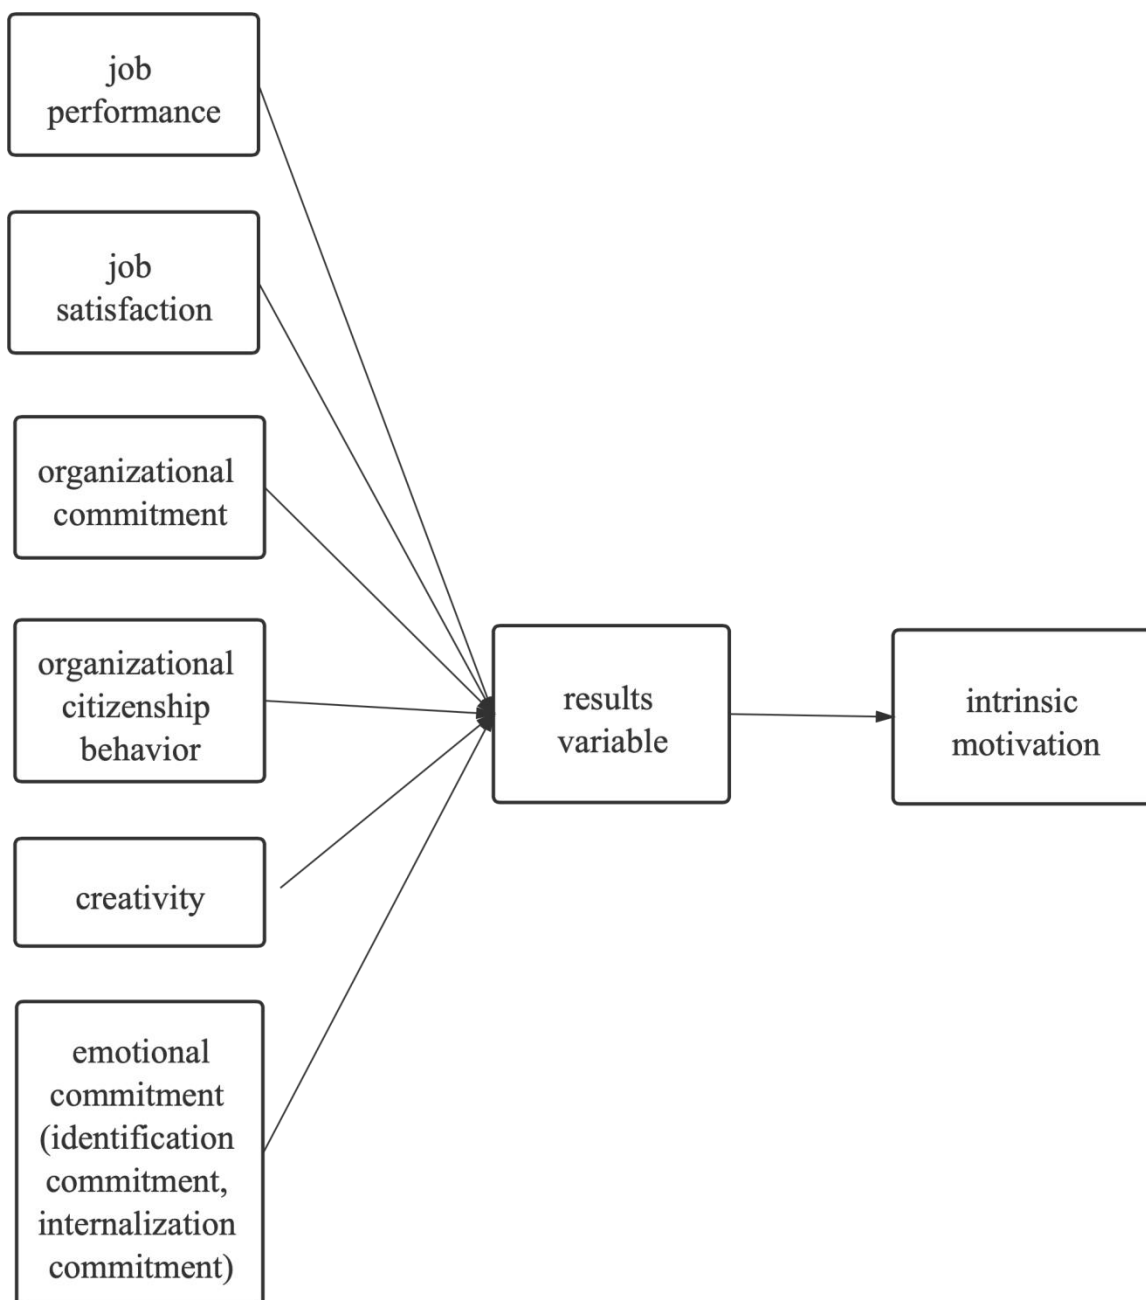 job
performance
job
satisfaction
organizational
commitment
organizational
citizenship
behavior
creativity
emotional
commitment
(identification
commitment,
internalization
commitment)
results
variable
intrinsic
motivation